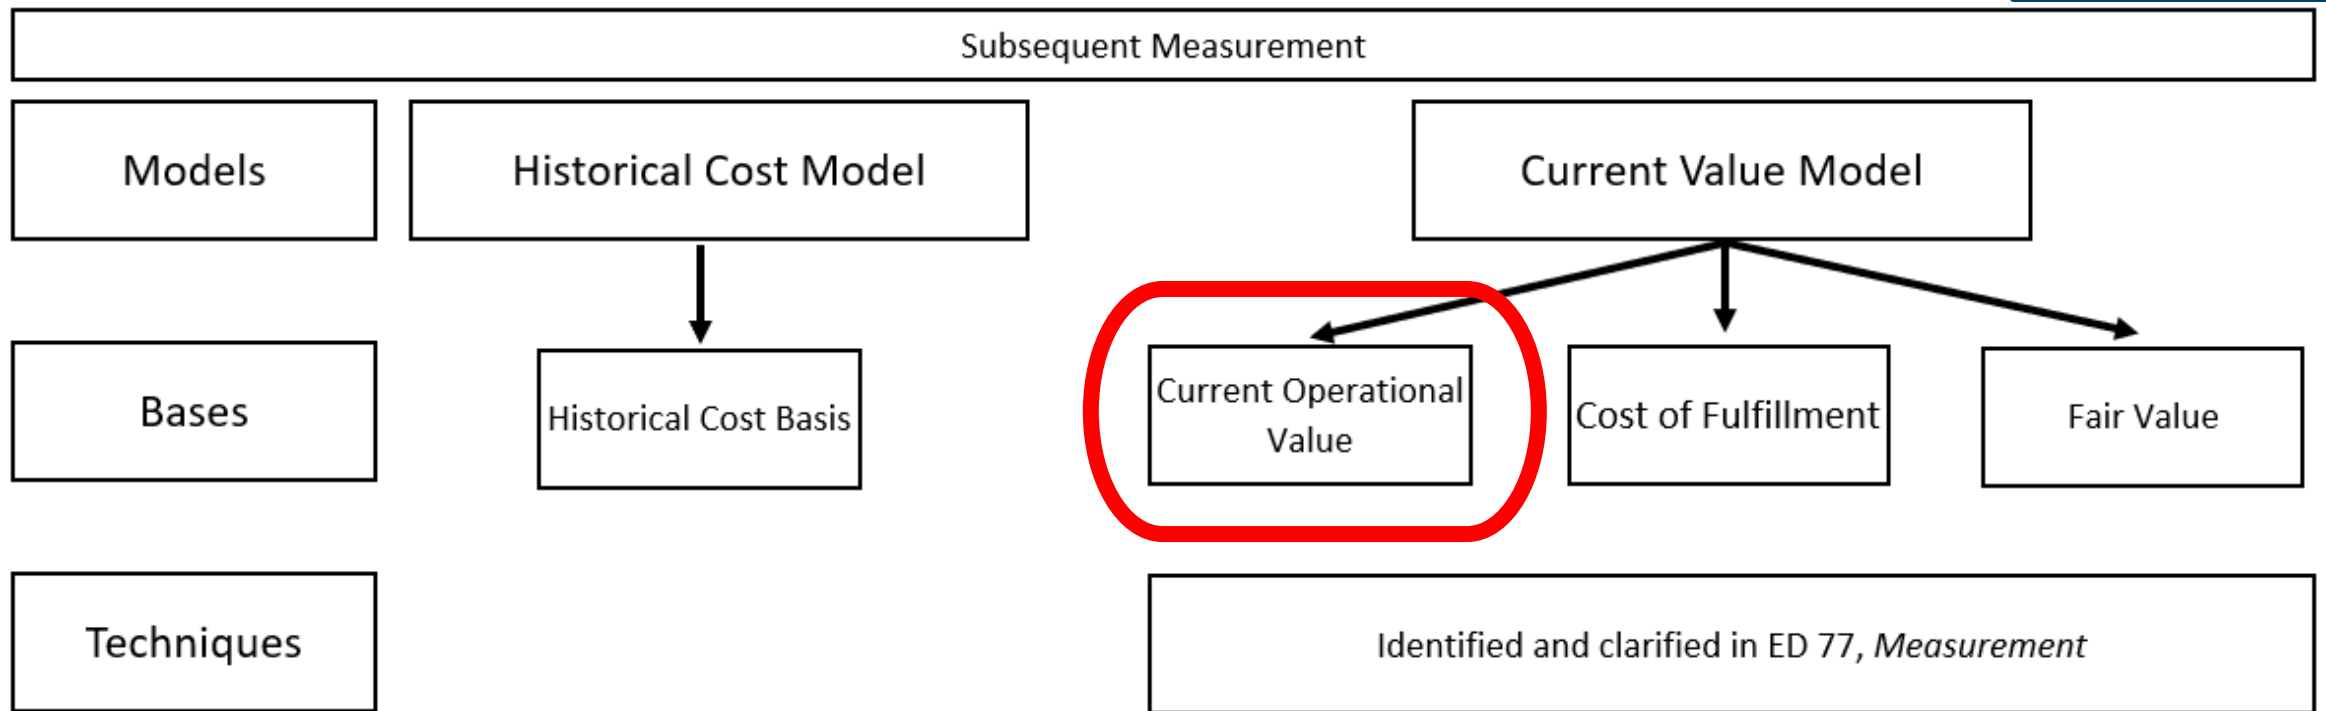 Subsequent Measurement
Models
Historical Cost Model
Current Value Model
Bases
Historical Cost Basis
Current Operational
Value
Cost of Fulfillment
Fair Value
Techniques
Identified and clarified in ED 77, Measurement